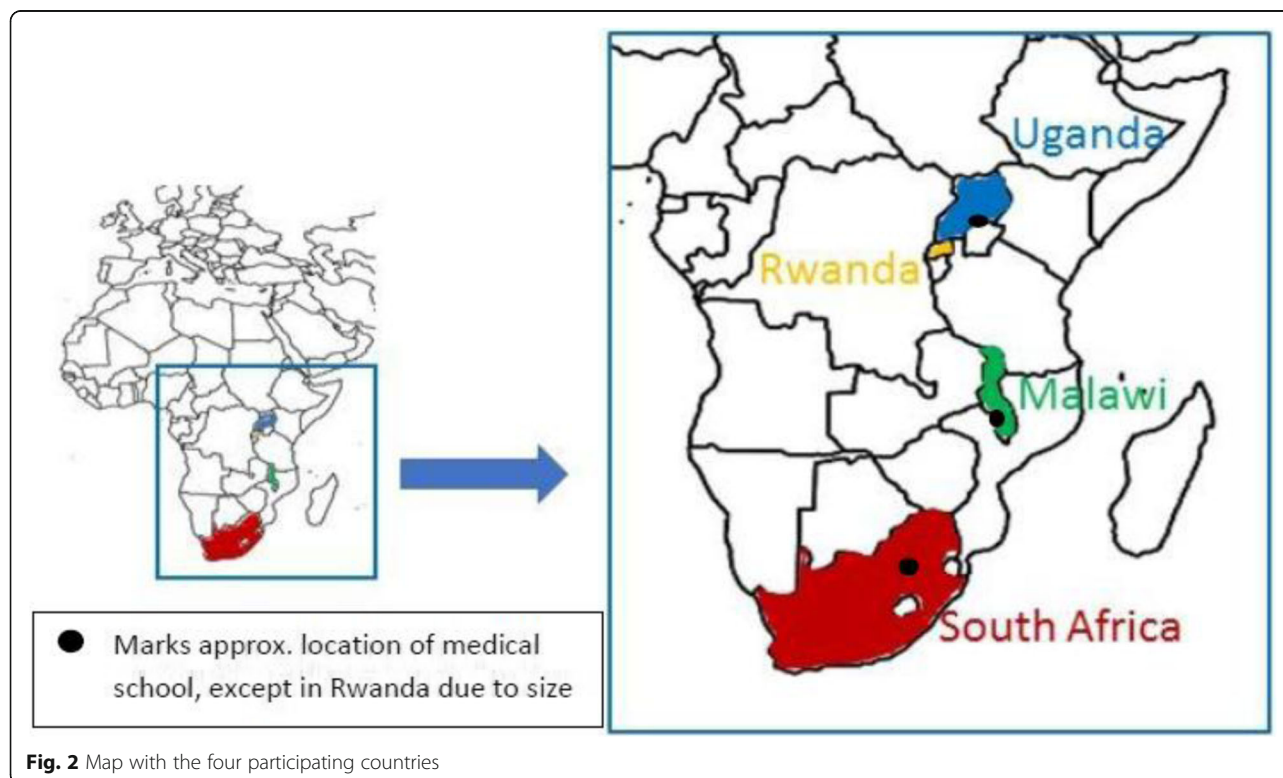 Uganda
Rwanda
Malawi
South Africa
Marks approx. location of medical
school, except in Rwanda due to size
Fig. 2 Map with the four participating countries